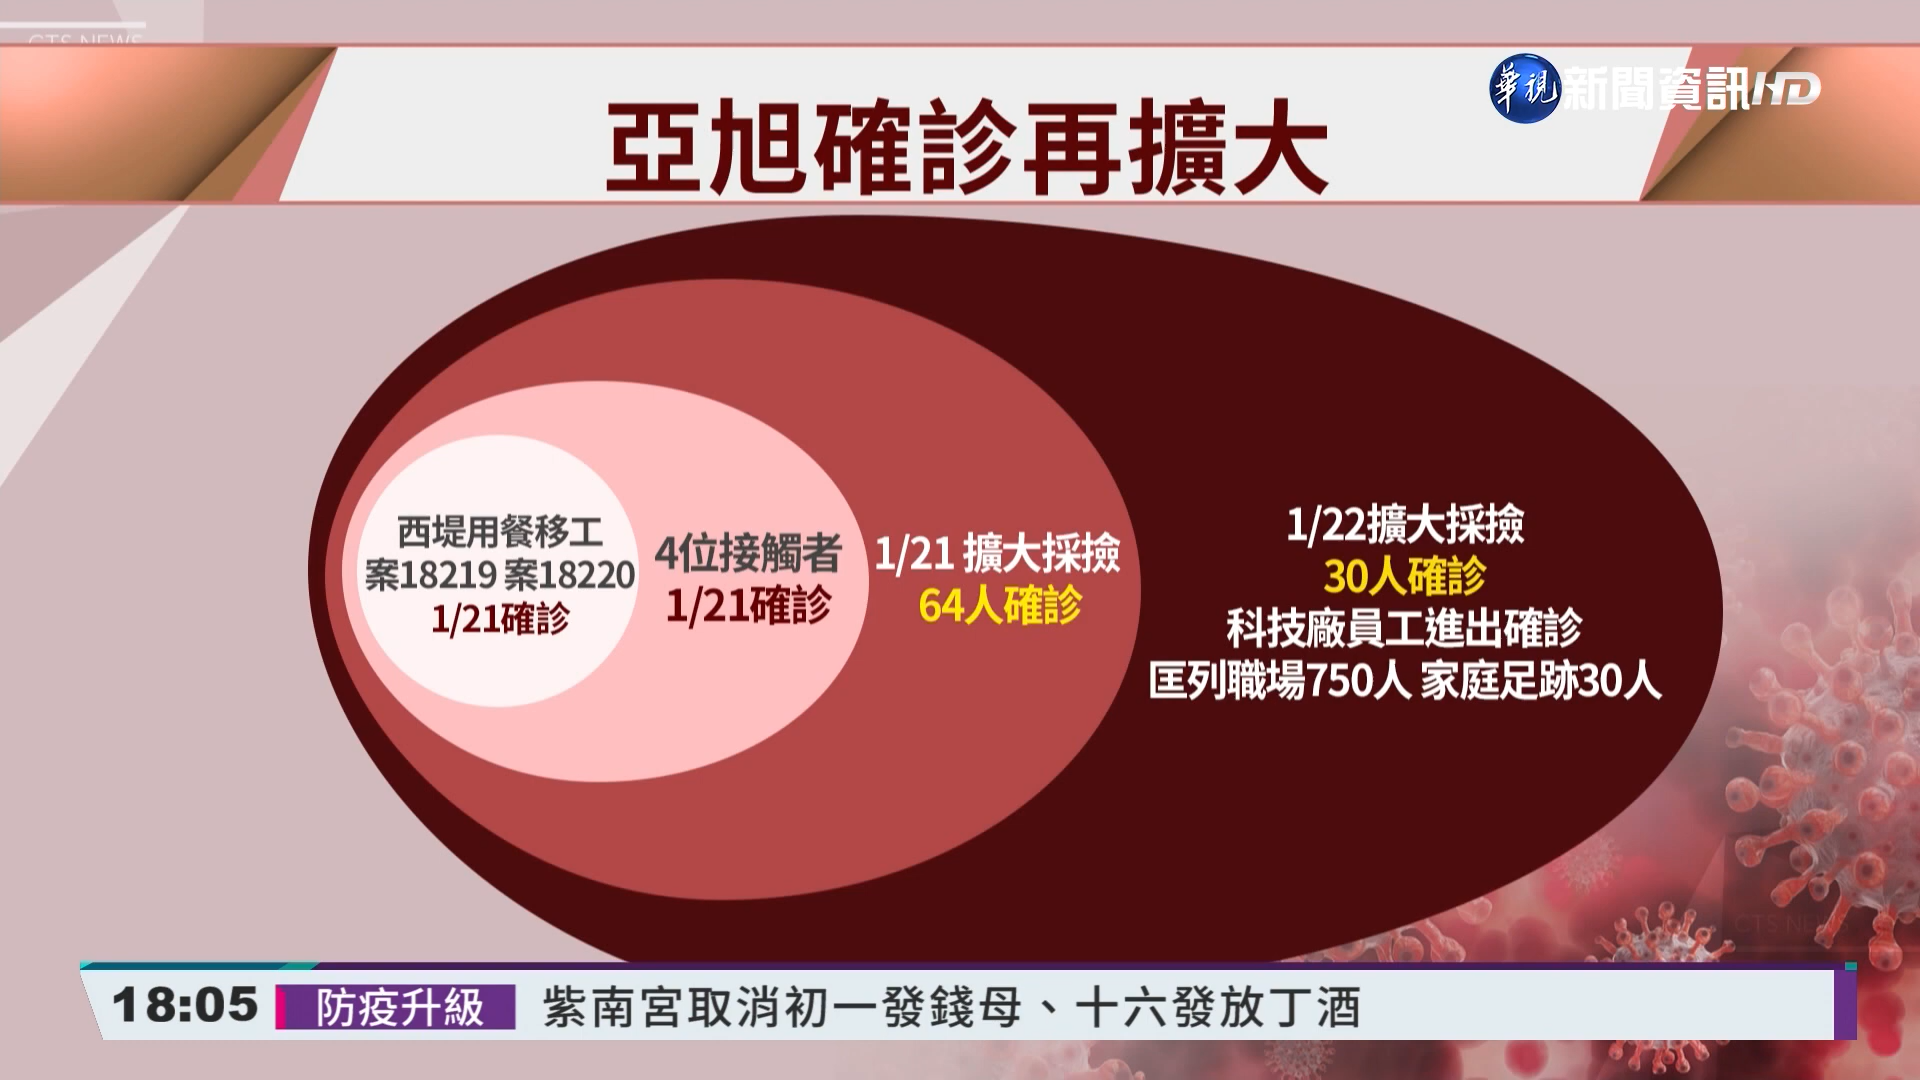 CTS NEWS
華視 新聞資訊HD
亞旭確診再擴大
西堤用餐移工
案18219 案18220
1/21確診
4位接觸者
1/21確診
1/21 擴大採撿
64人確診
1/22擴大採撿
30人確診
科技廠員工進出確診
匡列職場750人 家庭足跡30人
CTS NE
18:05 防疫升級 紫南宮取消初一發錢母、十六發放丁酒